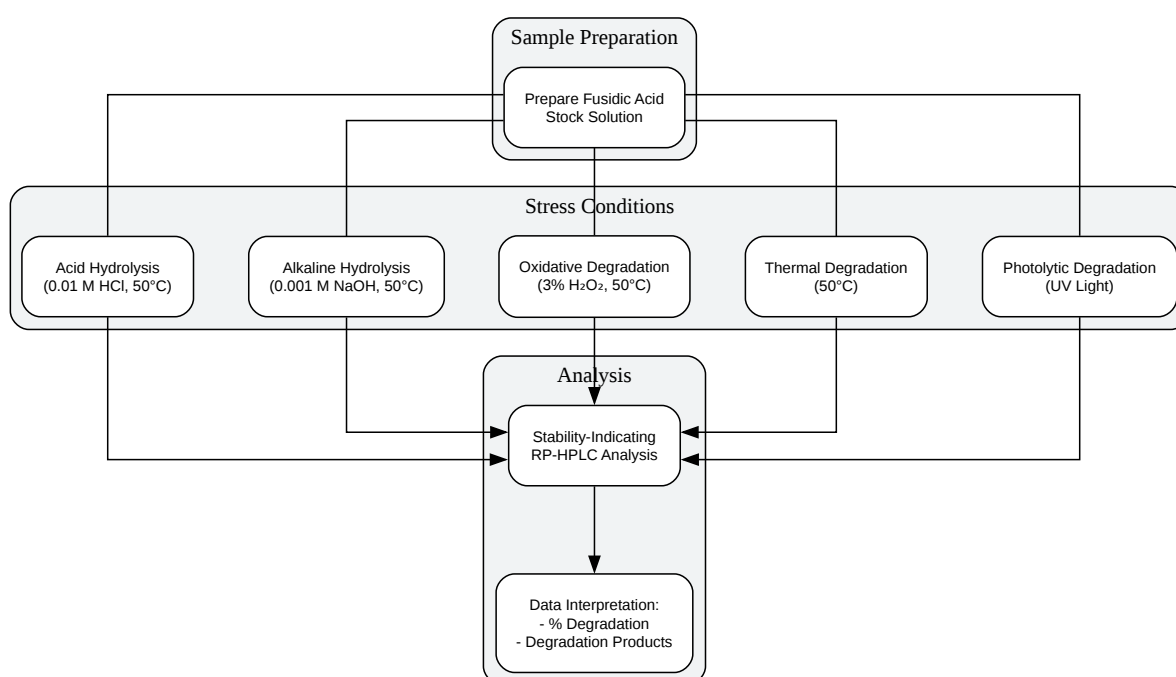 Sample Preparation
Prepare Fusidic Acid
Stock Solution
Stress Conditions
Acid Hydrolysis
(0.01 M HCl, 50°C)
Alkaline Hydrolysis
(0.001 M NaOH, 50°C)
Oxidative Degradation
(3% H₂O₂, 50°C)
Thermal Degradation
(50°C)
Photolytic Degradation
(UV Light)
Analysis
Stability-Indicating
RP-HPLC Analysis
Data Interpretation:
- % Degradation
- Degradation Products